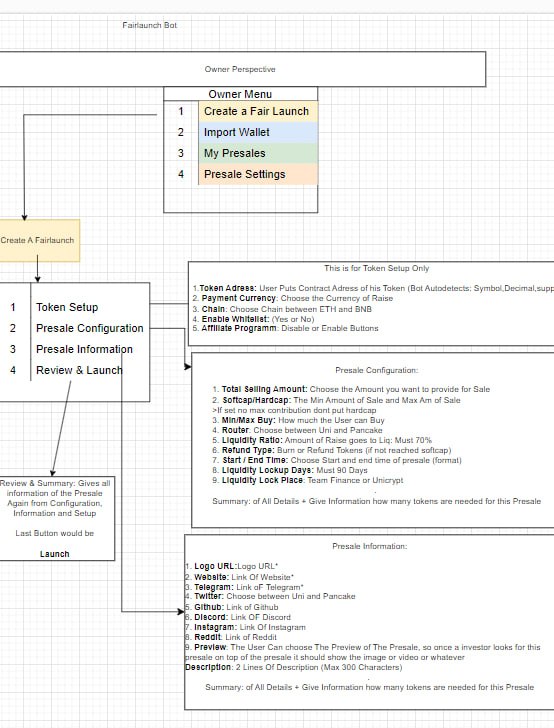 Fairlaunch Bot
Owner Perspective
Owner Menu
1 Create a Fair Launch
2 Import Wallet
3 My Presales
4 Presale Settings
Create A Fairlaunch
1 Token Setup
2 Presale Configuration
3 Presale Information
4 Review & Launch
This is for Token Setup Only
1.Token Adress: User Puts Contract Adress of his Token (Bot Autodetects: Symbol,Decimal,supp
2. Payment Currency: Choose the Currency of Raise
3. Chain: Choose Chain between ETH and BNB
4. Enable Whitelist: (Yes or No)
5. Affiliate Programm: Disable or Enable Buttons
Presale Configuration:
1. Total Selling Amount: Choose the Amount you want to provide for Sale
2. Softcap/Hardcap: The Min Amount of Sale and Max Am of Sale
>If set no max contribution dont put hardcap
3. Min/Max Buy: How much the User can Buy
4. Router: Choose between Uni and Pancake
5. Liquidity Ratio: Amount of Raise goes to Liq: Must 70%
6. Refund Type: Burn or Refund Tokens (if not reached softcap)
7. Start / End Time: Choose Start and end time of presale (format)
8. Liquidity Lockup Days: Must 90 Days
9. Liquidity Lock Place: Team Finance or Unicrypt
.
Summary: of All Details + Give Information how many tokens are needed for this Presale
Review & Summary: Gives all
information of the Presale
Again from Configuration,
Information and Setup
Last Button would be
Launch
Presale Information:
1. Logo URL:Logo URL*
2. Website: Link Of Website*
3. Telegram: Link oF Telegram*
4. Twitter: Choose between Uni and Pancake
5. Github: Link of Github
6. Discord: Link OF Discord
7. Instagram: Link Of Instagram
8. Reddit: Link of Reddit
9. Preview: The User Can choose The Preview of The Presale, so once a investor looks for this
presale on top of the presale it should show the image or video or whatever
Description: 2 Lines Of Description (Max 300 Characters)
.
Summary: of All Details + Give Information how many tokens are needed for this Presale